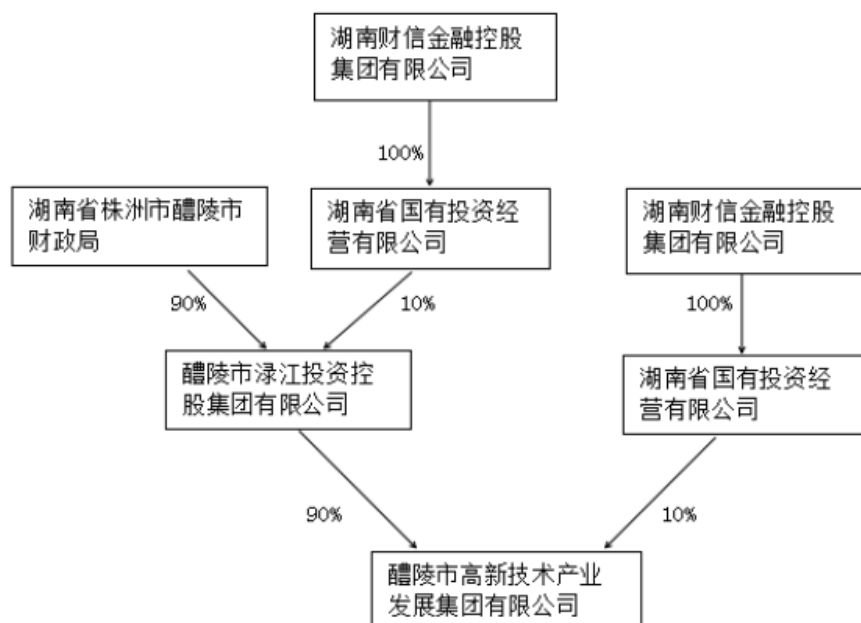 湖南财信金融控股
集团有限公司
100%
湖南省株洲市醴陵市
财政局
湖南省国有投资经
营有限公司
湖南财信金融控股
集团有限公司
90%
10%
100%
醴陵市渌江投资控
股集团有限公司
湖南省国有投资经
营有限公司
90%
10%
醴陵市高新技术产业
发展集团有限公司